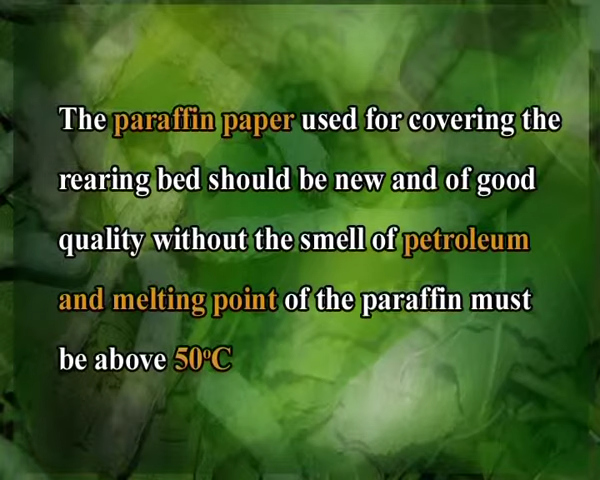 The paraffin paper used for covering the
rearing bed should be new and of good
quality without the smell of petroleum
and melting point of the paraffin must
be above 50°C